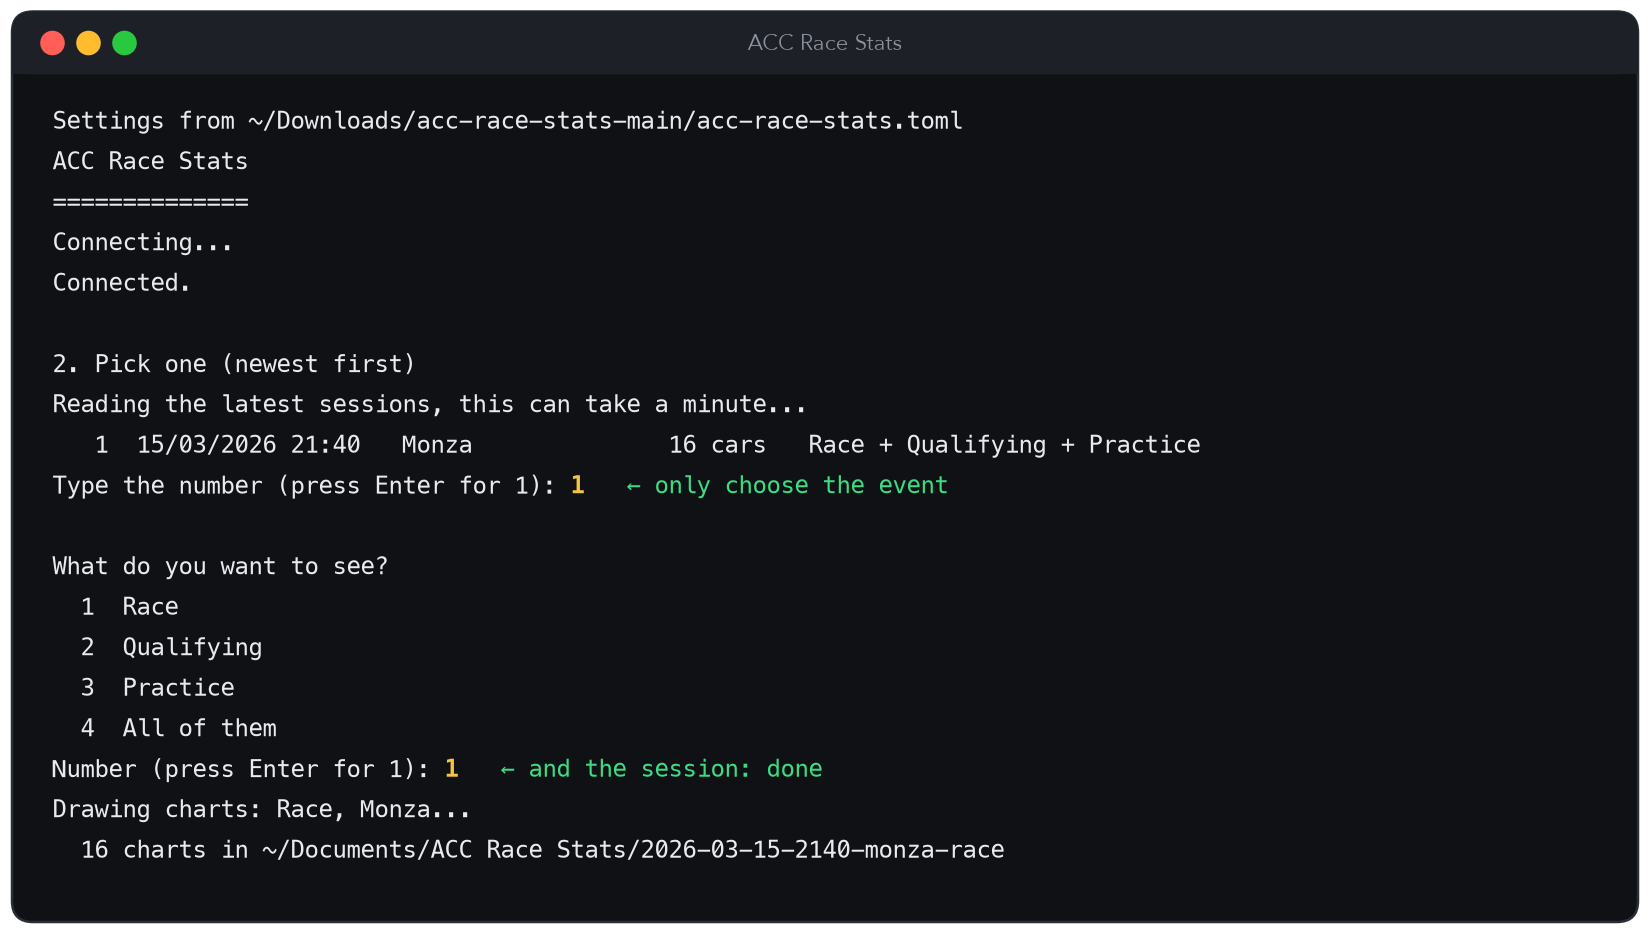 ACC Race Stats
Settings from ~/Downloads/acc-race-stats-main/acc-race-stats.toml
ACC Race Stats
==============
Connecting...
Connected.
2. Pick one (newest first)
Reading the latest sessions, this can take a minute...
1  15/03/2026 21:40   Monza              16 cars   Race + Qualifying + Practice
Type the number (press Enter for 1): 1   ← only choose the event
What do you want to see?
1  Race
2  Qualifying
3  Practice
4  All of them
Number (press Enter for 1): 1   ← and the session: done
Drawing charts: Race, Monza...
16 charts in ~/Documents/ACC Race Stats/2026-03-15-2140-monza-race